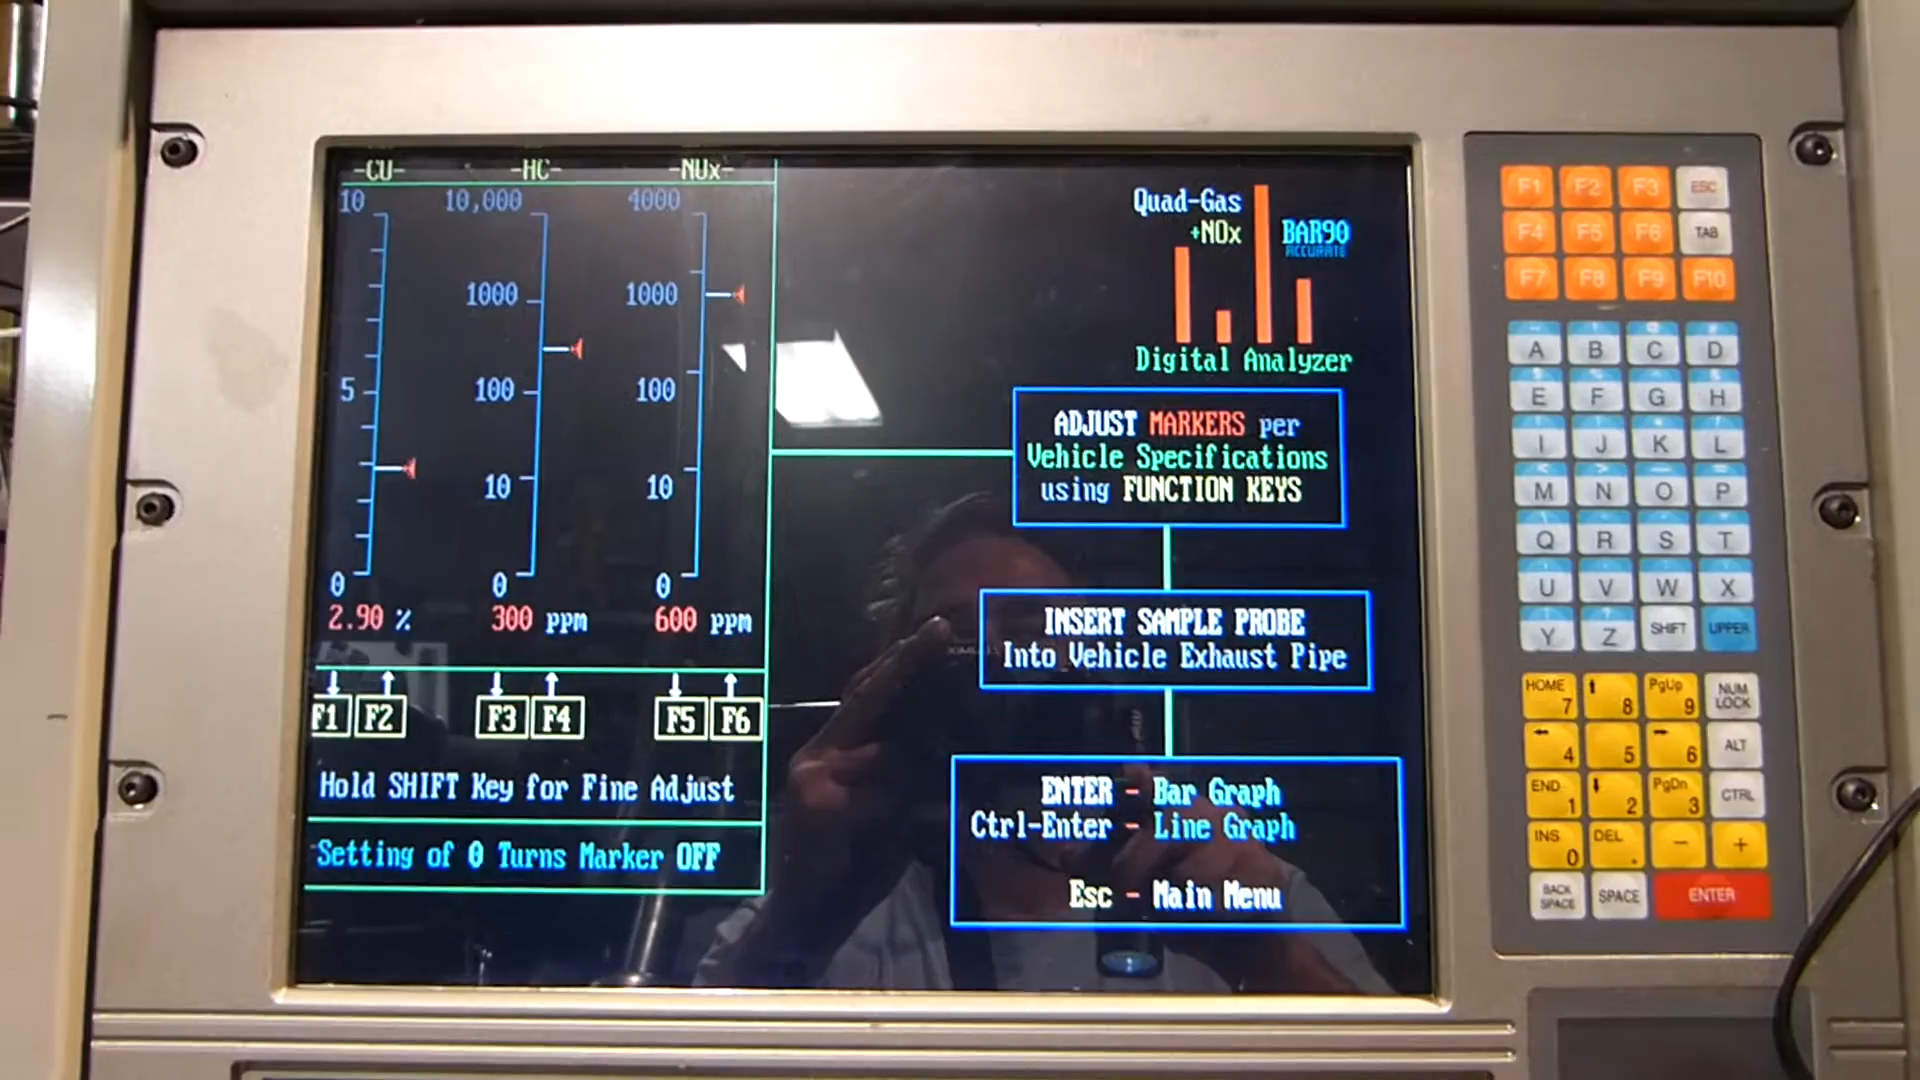 -CO- -HC- -NOx-
10 10,000 4000
1000 1000
5 100 100
10 10
0 0 0
2.90 % 300 ppm 600 ppm
F1 F2 F3 F4 F5 F6
Hold SHIFT Key for Fine Adjust
Setting of 0 Turns Marker OFF
Quad-Gas
+NOx
BAR90
ACCURATE
Digital Analyzer
ADJUST MARKERS per
Vehicle Specifications
using FUNCTION KEYS
INSERT SAMPLE PROBE
Into Vehicle Exhaust Pipe
ENTER - Bar Graph
Ctrl-Enter - Line Graph
Esc - Main Menu
F1 F2 F3 ESC
F4 F5 F6 TAB
F7 F8 F9 F10
A B C D
E F G H
I J K L
M N O P
Q R S T
U V W X
Y Z SHIFT UPPER
HOME 7 8 PgUp 9 NUM LOCK
4 5 6 ALT
END 1 2 PgDn 3 CTRL
INS 0 DEL . - +
BACK SPACE SPACE ENTER